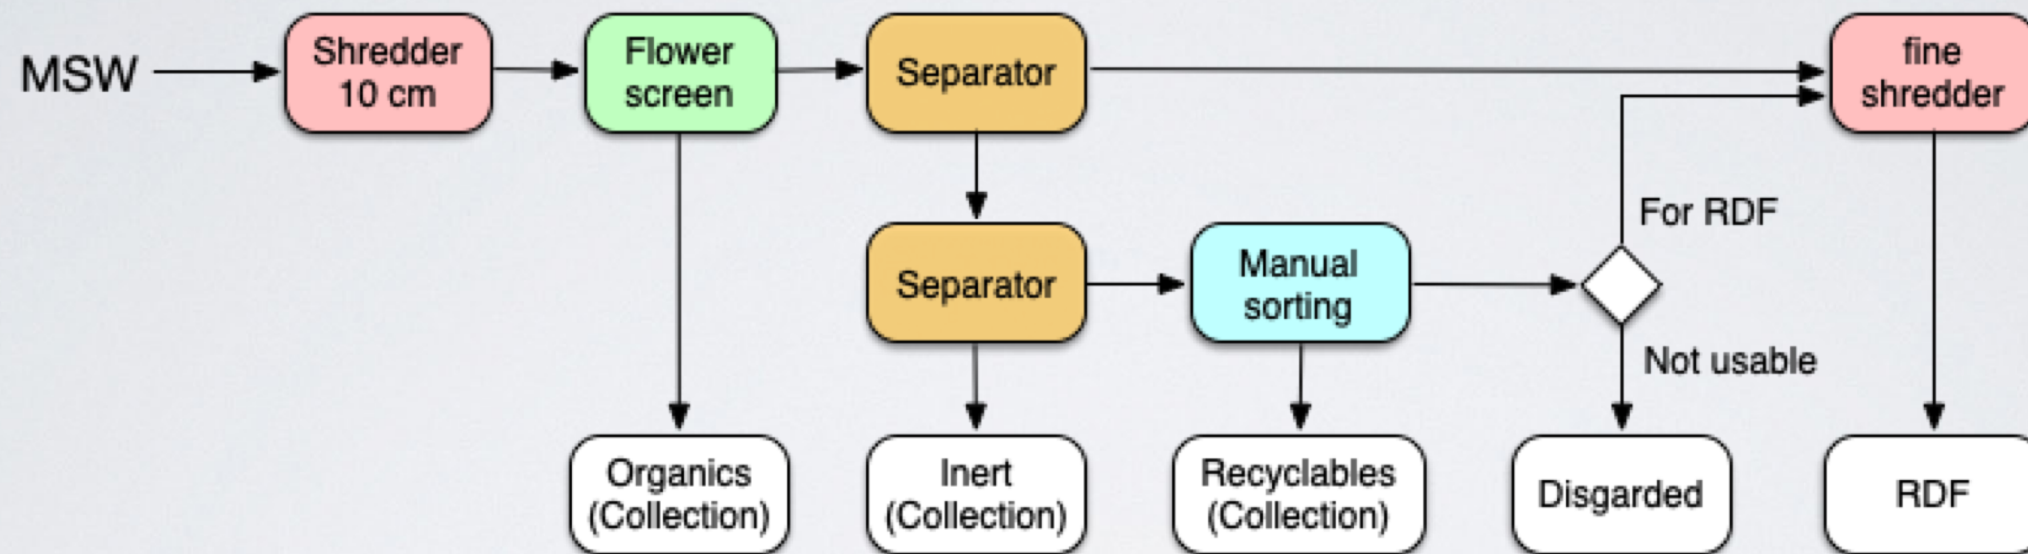 MSW
Shredder
10 cm
Flower
screen
Separator
fine
shredder
For RDF
Separator
Manual
sorting
Not usable
Organics
(Collection)
Inert
(Collection)
Recyclables
(Collection)
Disgarded
RDF